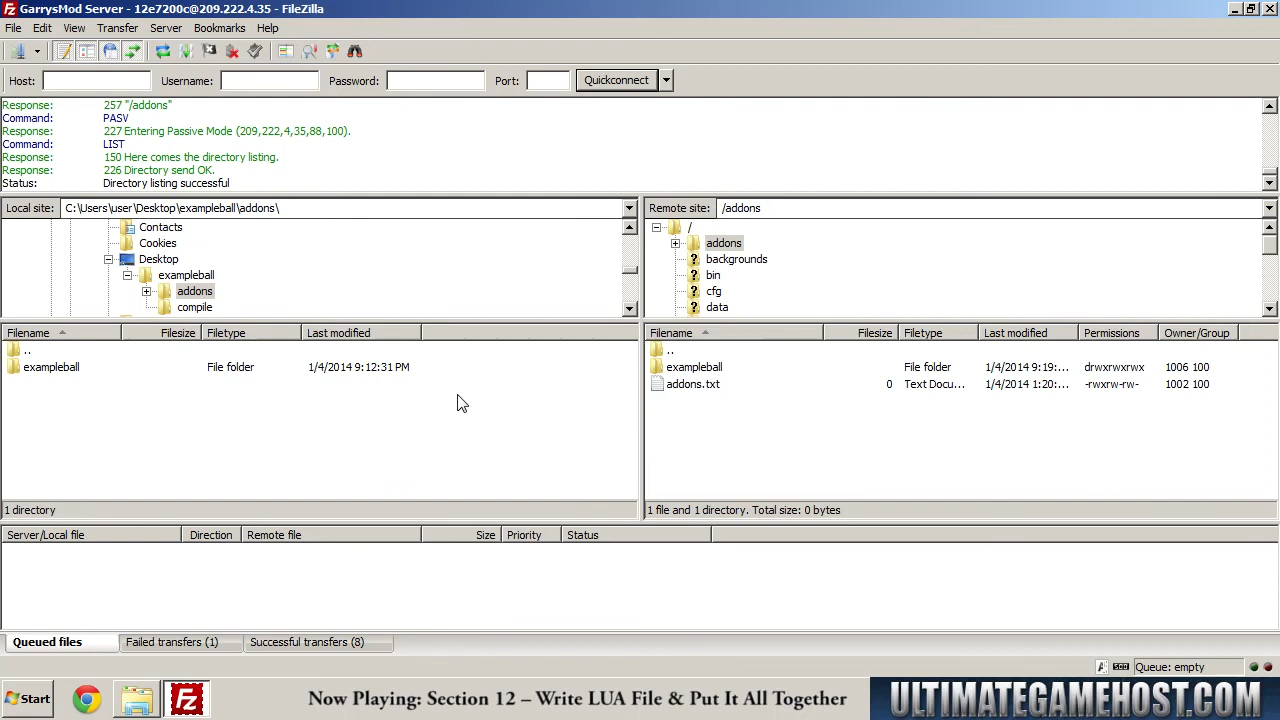 GarrysMod Server - 12e7200c@209.222.4.35 - FileZilla
File Edit View Transfer Server Bookmarks Help
Host: Username: Password: Port: Quickconnect
Response: 257 "/addons"
Command: PASV
Response: 227 Entering Passive Mode (209,222,4,35,88,100).
Command: LIST
Response: 150 Here comes the directory listing.
Response: 226 Directory send OK.
Status: Directory listing successful
Local site: C:\Users\user\Desktop\exampleball\addons\
Contacts
Cookies
Desktop
exampleball
addons
compile
Remote site: /addons
/
addons
? backgrounds
? bin
? cfg
? data
Filename Filesize Filetype Last modified
..
exampleball File folder 1/4/2014 9:12:31 PM
1 directory
Filename Filesize Filetype Last modified Permissions Owner/Group
..
exampleball File folder 1/4/2014 9:19:... drwxrwxrwx 1006 100
addons.txt 0 Text Docu... 1/4/2014 1:20:... -rwxrw-rw- 1002 100
1 file and 1 directory. Total size: 0 bytes
Server/Local file Direction Remote file Size Priority Status
Queued files Failed transfers (1) Successful transfers (8)
Queue: empty
Start Fz Now Playing: Section 12 – Write LUA File & Put It All Together ULTIMATEGAMEHOST.COM